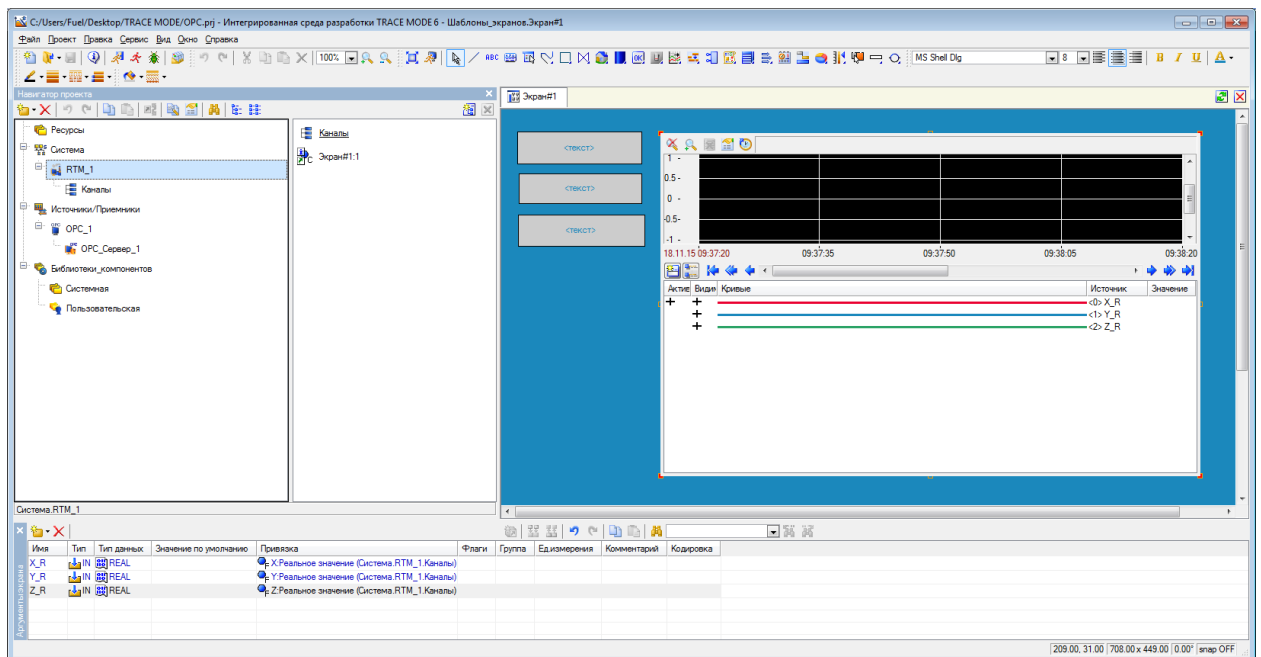 C:/Users/Fuel/Desktop/TRACE MODE/OPC.prj - Интегрированная среда разработки TRACE MODE 6 - Шаблоны_экранов.Экран#1
Файл Проект Правка Сервис Вид Окно Справка
100% ABC OK MS Shell Dlg 8 B I U A
Навигатор проекта
Экран#1
Ресурсы
Система
RTM_1
Каналы
Источники/Приемники
OPC_1
OPC_Сервер_1
Библиотеки_компонентов
Системная
Пользовательская
Каналы
Экран#1:1
<текст>
<текст>
<текст>
1
0.5
0
-0.5
-1
18.11.15 09:37:20 09:37:35 09:37:50 09:38:05 09:38:20
Актив Видим Кривые Источник Значение
<0> X_R
<1> Y_R
<2> Z_R
Система.RTM_1
Имя Тип Тип данных Значение по умолчанию Привязка Флаги Группа Ед.измерения Комментарий Кодировка
X_R IN REAL X:Реальное значение (Система.RTM_1.Каналы)
Y_R IN REAL Y:Реальное значение (Система.RTM_1.Каналы)
Z_R IN REAL Z:Реальное значение (Система.RTM_1.Каналы)
Аргументы экрана
209.00, 31.00 708.00 x 449.00 0.00° snap OFF